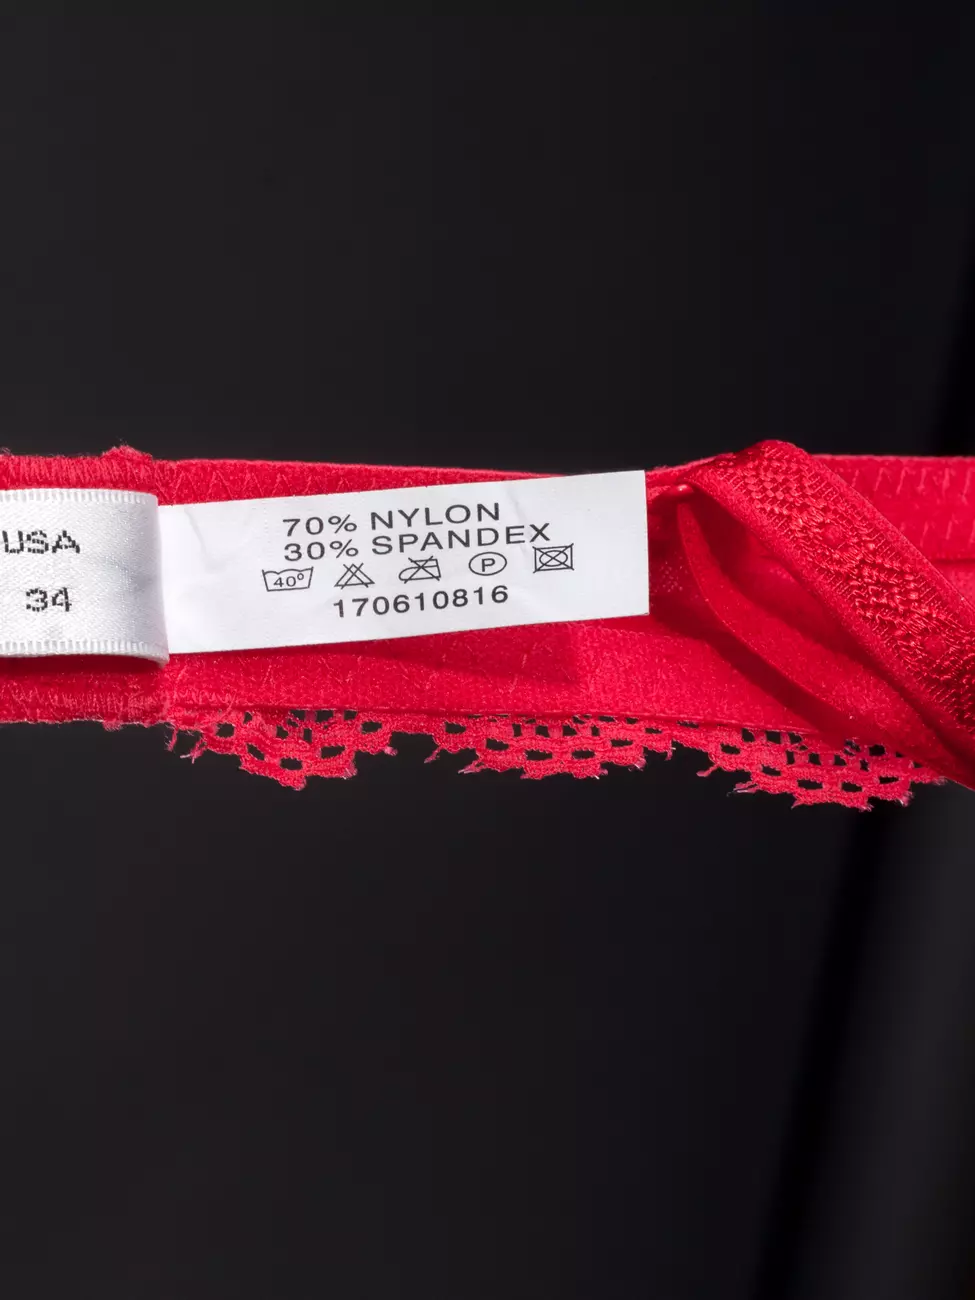 USA
34
70% NYLON
30% SPANDEX
40° P
170610816